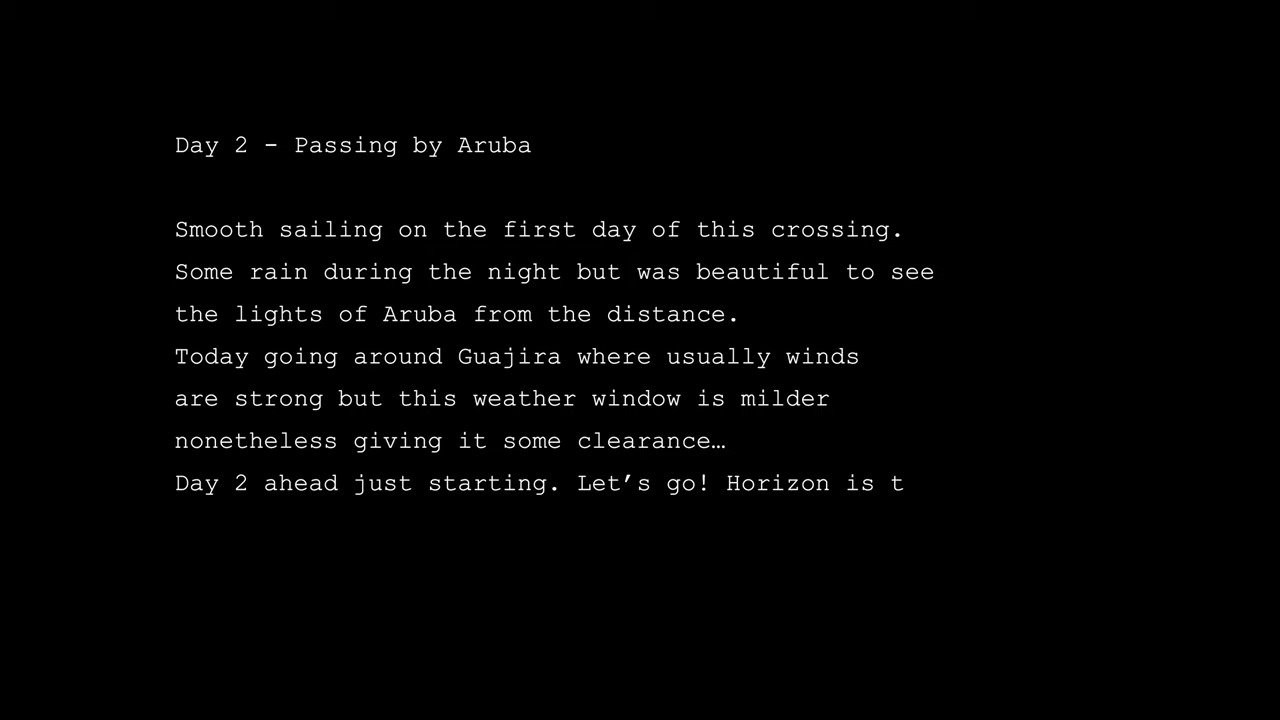 Day 2 - Passing by Aruba
Smooth sailing on the first day of this crossing.
Some rain during the night but was beautiful to see
the lights of Aruba from the distance.
Today going around Guajira where usually winds
are strong but this weather window is milder
nonetheless giving it some clearance…
Day 2 ahead just starting. Let’s go! Horizon is t